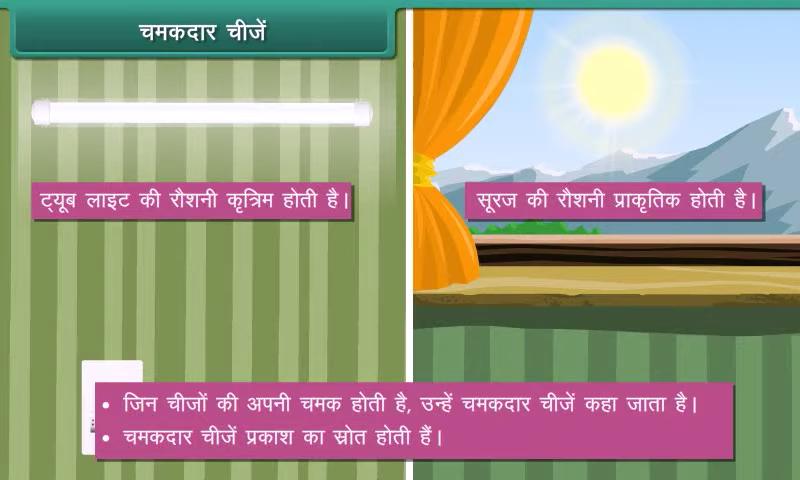 चमकदार चीजें
ट्यूब लाइट की रौशनी कृत्रिम होती है।
सूरज की रौशनी प्राकृतिक होती है।
• जिन चीजों की अपनी चमक होती है, उन्हें चमकदार चीजें कहा जाता है।
• चमकदार चीजें प्रकाश का स्रोत होती हैं।